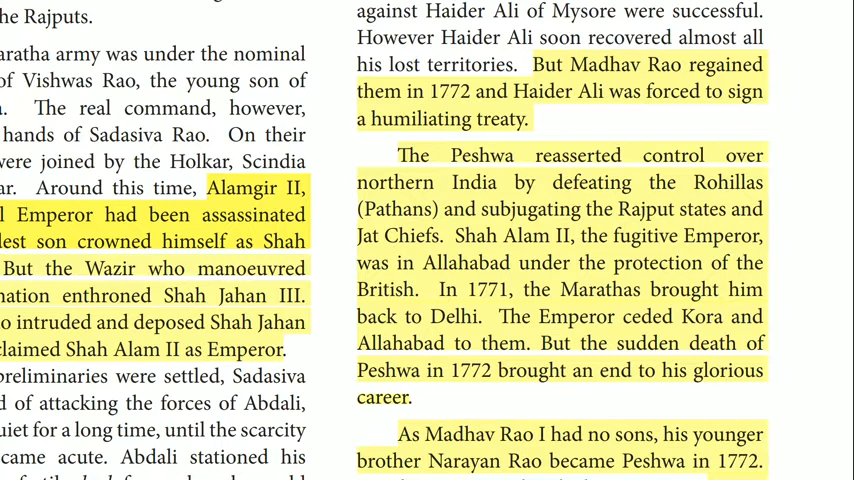 he Rajputs.
aratha army was under the nominal
of Vishwas Rao, the young son of
a. The real command, however,
hands of Sadasiva Rao. On their
were joined by the Holkar, Scindia
ar. Around this time, Alamgir II,
l Emperor had been assassinated
dest son crowned himself as Shah
But the Wazir who manoeuvred
nation enthroned Shah Jahan III.
o intruded and deposed Shah Jahan
claimed Shah Alam II as Emperor.
preliminaries were settled, Sadasiva
d of attacking the forces of Abdali,
uiet for a long time, until the scarcity
came acute. Abdali stationed his
against Haider Ali of Mysore were successful.
However Haider Ali soon recovered almost all
his lost territories. But Madhav Rao regained
them in 1772 and Haider Ali was forced to sign
a humiliating treaty.
The Peshwa reasserted control over
northern India by defeating the Rohillas
(Pathans) and subjugating the Rajput states and
Jat Chiefs. Shah Alam II, the fugitive Emperor,
was in Allahabad under the protection of the
British. In 1771, the Marathas brought him
back to Delhi. The Emperor ceded Kora and
Allahabad to them. But the sudden death of
Peshwa in 1772 brought an end to his glorious
career.
As Madhav Rao I had no sons, his younger
brother Narayan Rao became Peshwa in 1772.